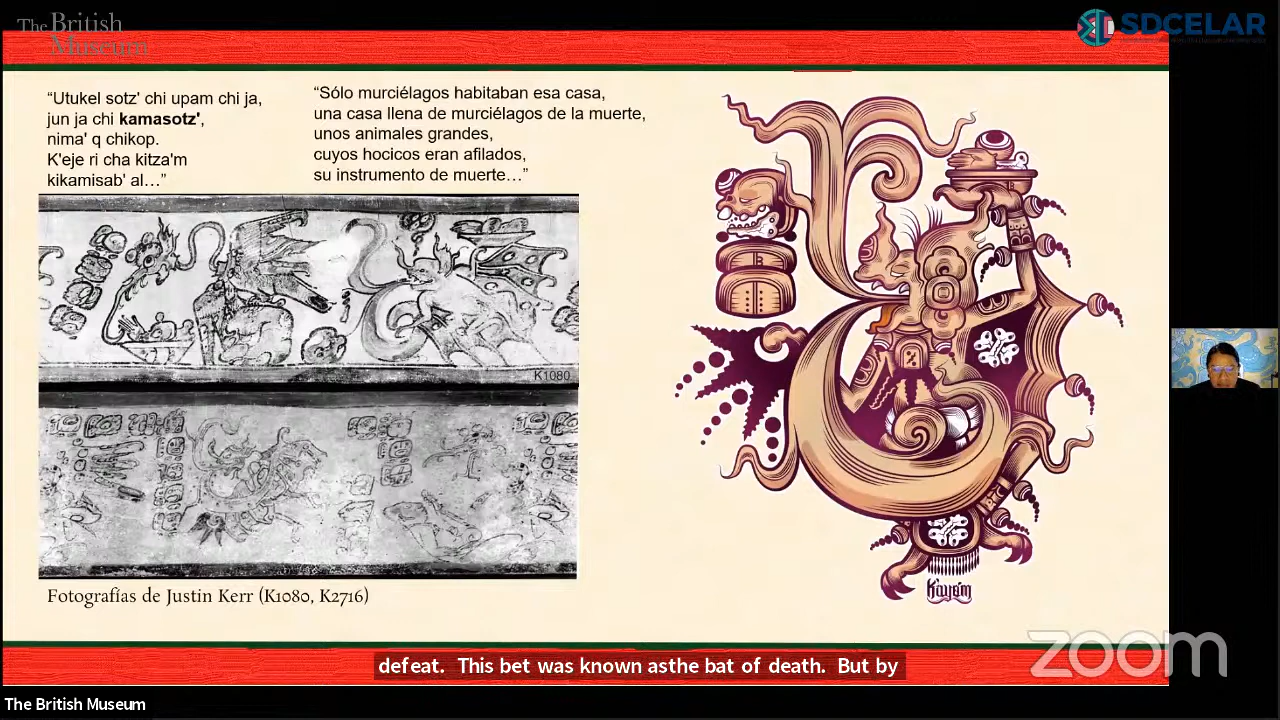 The British
Museum
SDCELAR
“Utukel sotz' chi upam chi ja,
jun ja chi kamasotz',
nima' q chikop.
K'eje ri cha kitza'm
kikamisab' al…”
“Sólo murciélagos habitaban esa casa,
una casa llena de murciélagos de la muerte,
unos animales grandes,
cuyos hocicos eran afilados,
su instrumento de muerte…”
K1080
Fotografías de Justin Kerr (K1080, K2716)
K'ayo'm
zoom
defeat. This bet was known asthe bat of death. But by
The British Museum